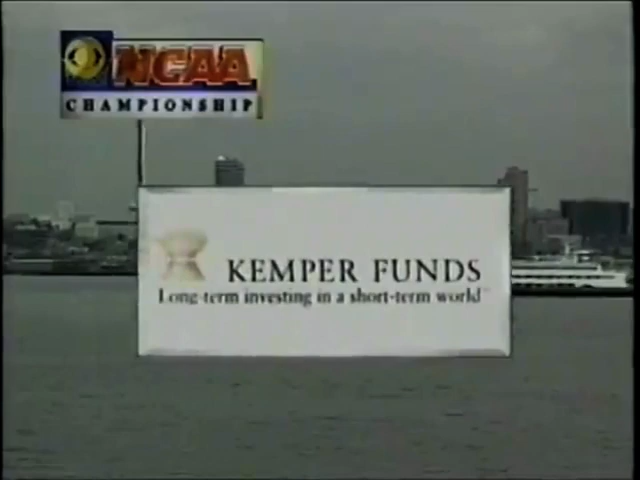 NCAA
CHAMPIONSHIP
KEMPER FUNDS
Long-term investing in a short-term world